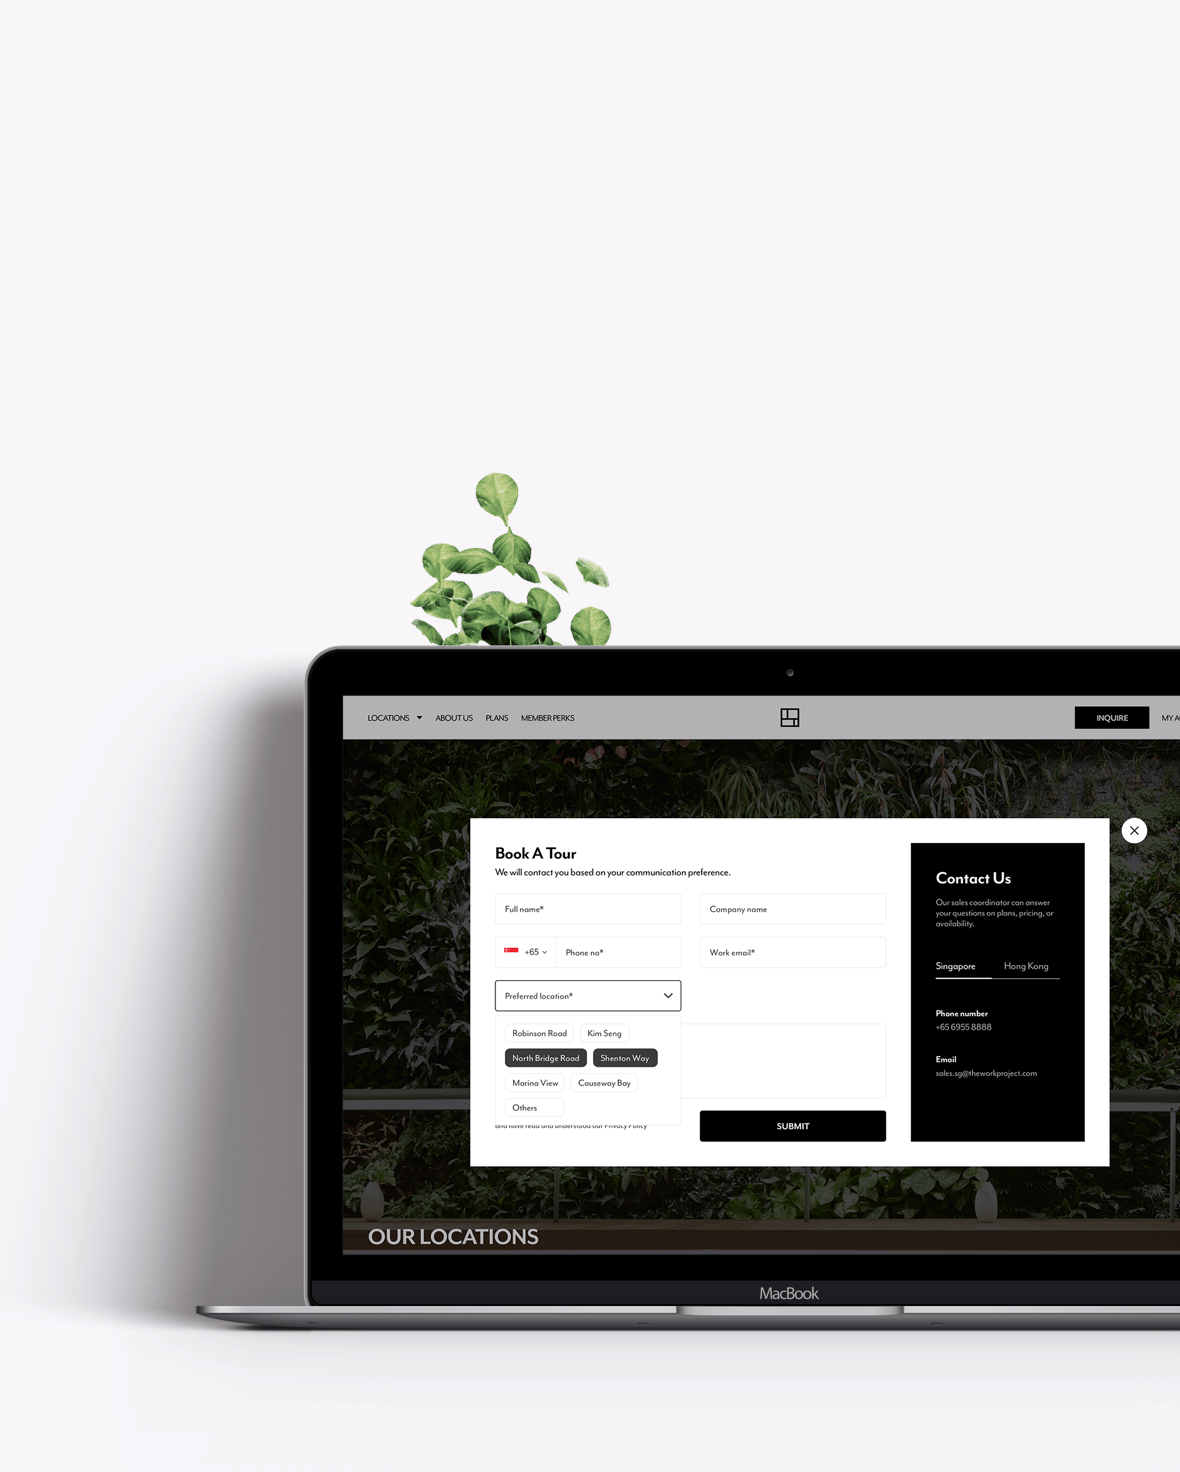 LOCATIONS
ABOUT US
PLANS
MEMBER PERKS
INQUIRE
MY
Book A Tour
We will contact you based on your communication preference.
Full name*
Company name
+65
Phone no*
Work email*
Preferred location*
Robinson Road
Kim Seng
North Bridge Road
Shenton Way
Marina View
Causeway Bay
Others
and have read and understood our Privacy Policy
SUBMIT
Contact Us
Our sales coordinator can answer
your questions on plans, pricing, or
availability.
Singapore
Hong Kong
Phone number
+65 6955 8888
Email
sales.sg@theworkproject.com
OUR LOCATIONS
MacBook